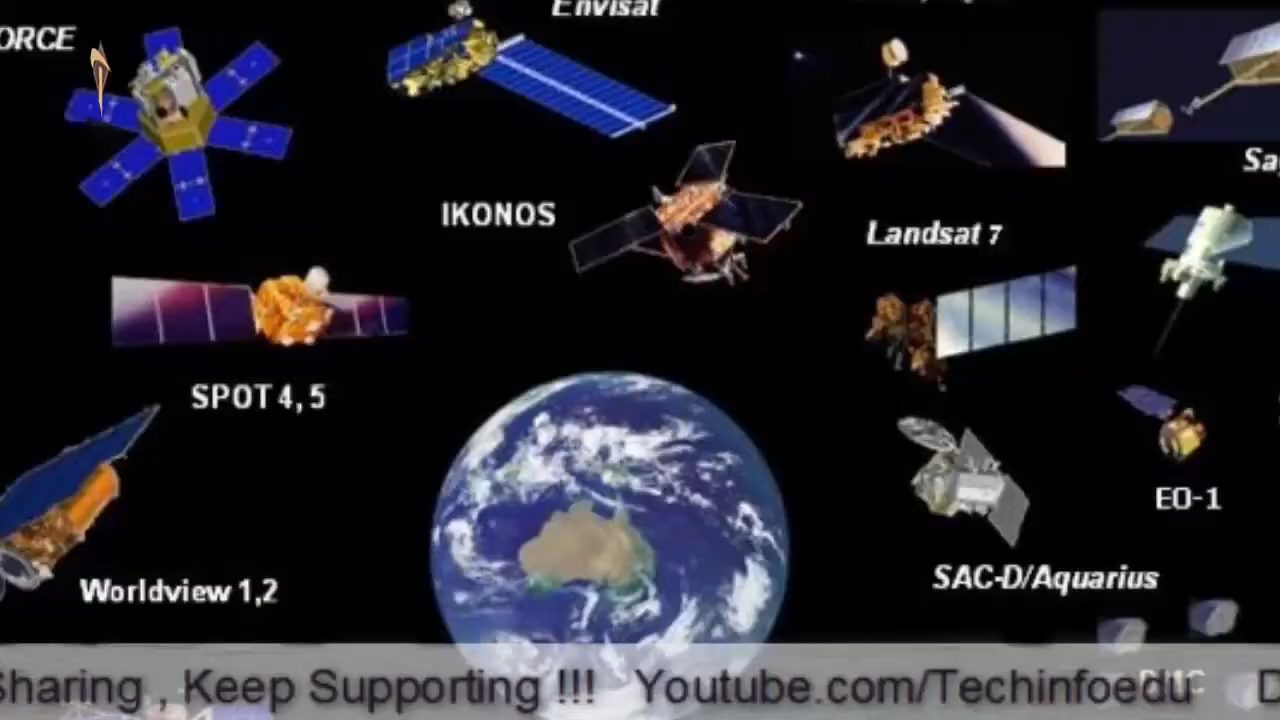 Envisat
ORCE
IKONOS
Landsat 7
SPOT 4, 5
EO-1
SAC-D/Aquarius
Worldview 1,2
Sharing , Keep Supporting !!! Youtube.com/Techinfoedu